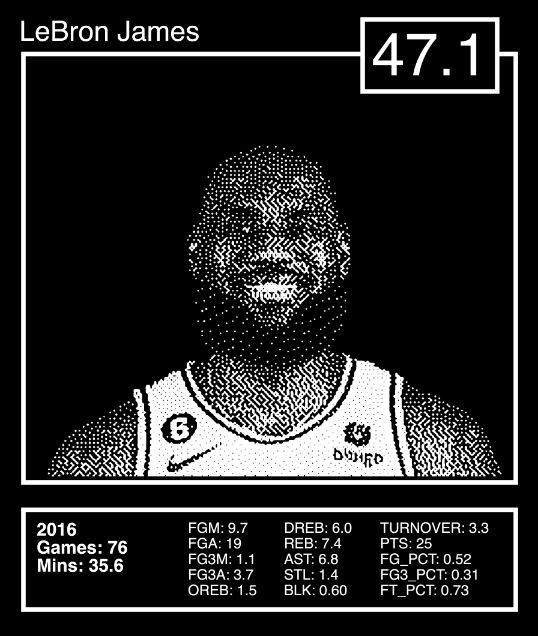 LeBron James
47.1
6
2016
Games: 76
Mins: 35.6
FGM: 9.7
FGA: 19
FG3M: 1.1
FG3A: 3.7
OREB: 1.5
DREB: 6.0
REB: 7.4
AST: 6.8
STL: 1.4
BLK: 0.60
TURNOVER: 3.3
PTS: 25
FG_PCT: 0.52
FG3_PCT: 0.31
FT_PCT: 0.73